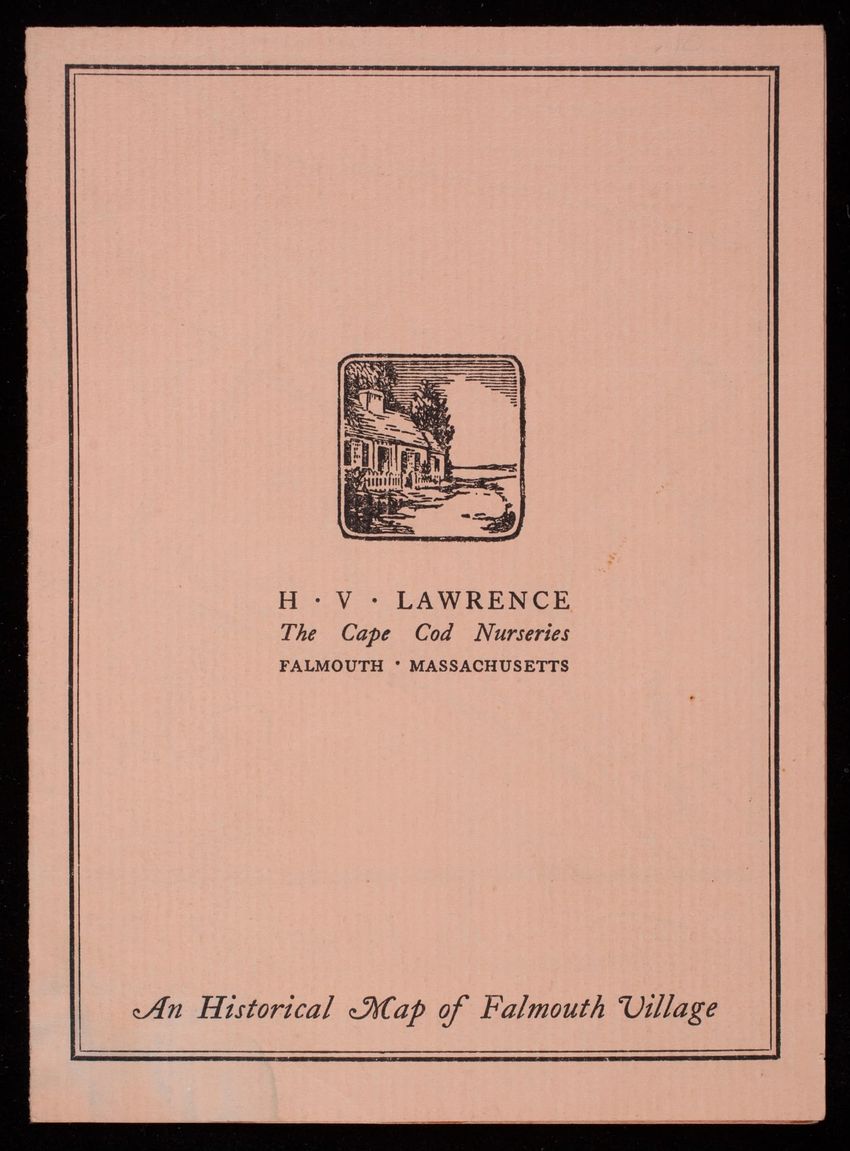 H · V · LAWRENCE
The Cape Cod Nurseries
FALMOUTH · MASSACHUSETTS
An Historical Map of Falmouth Village